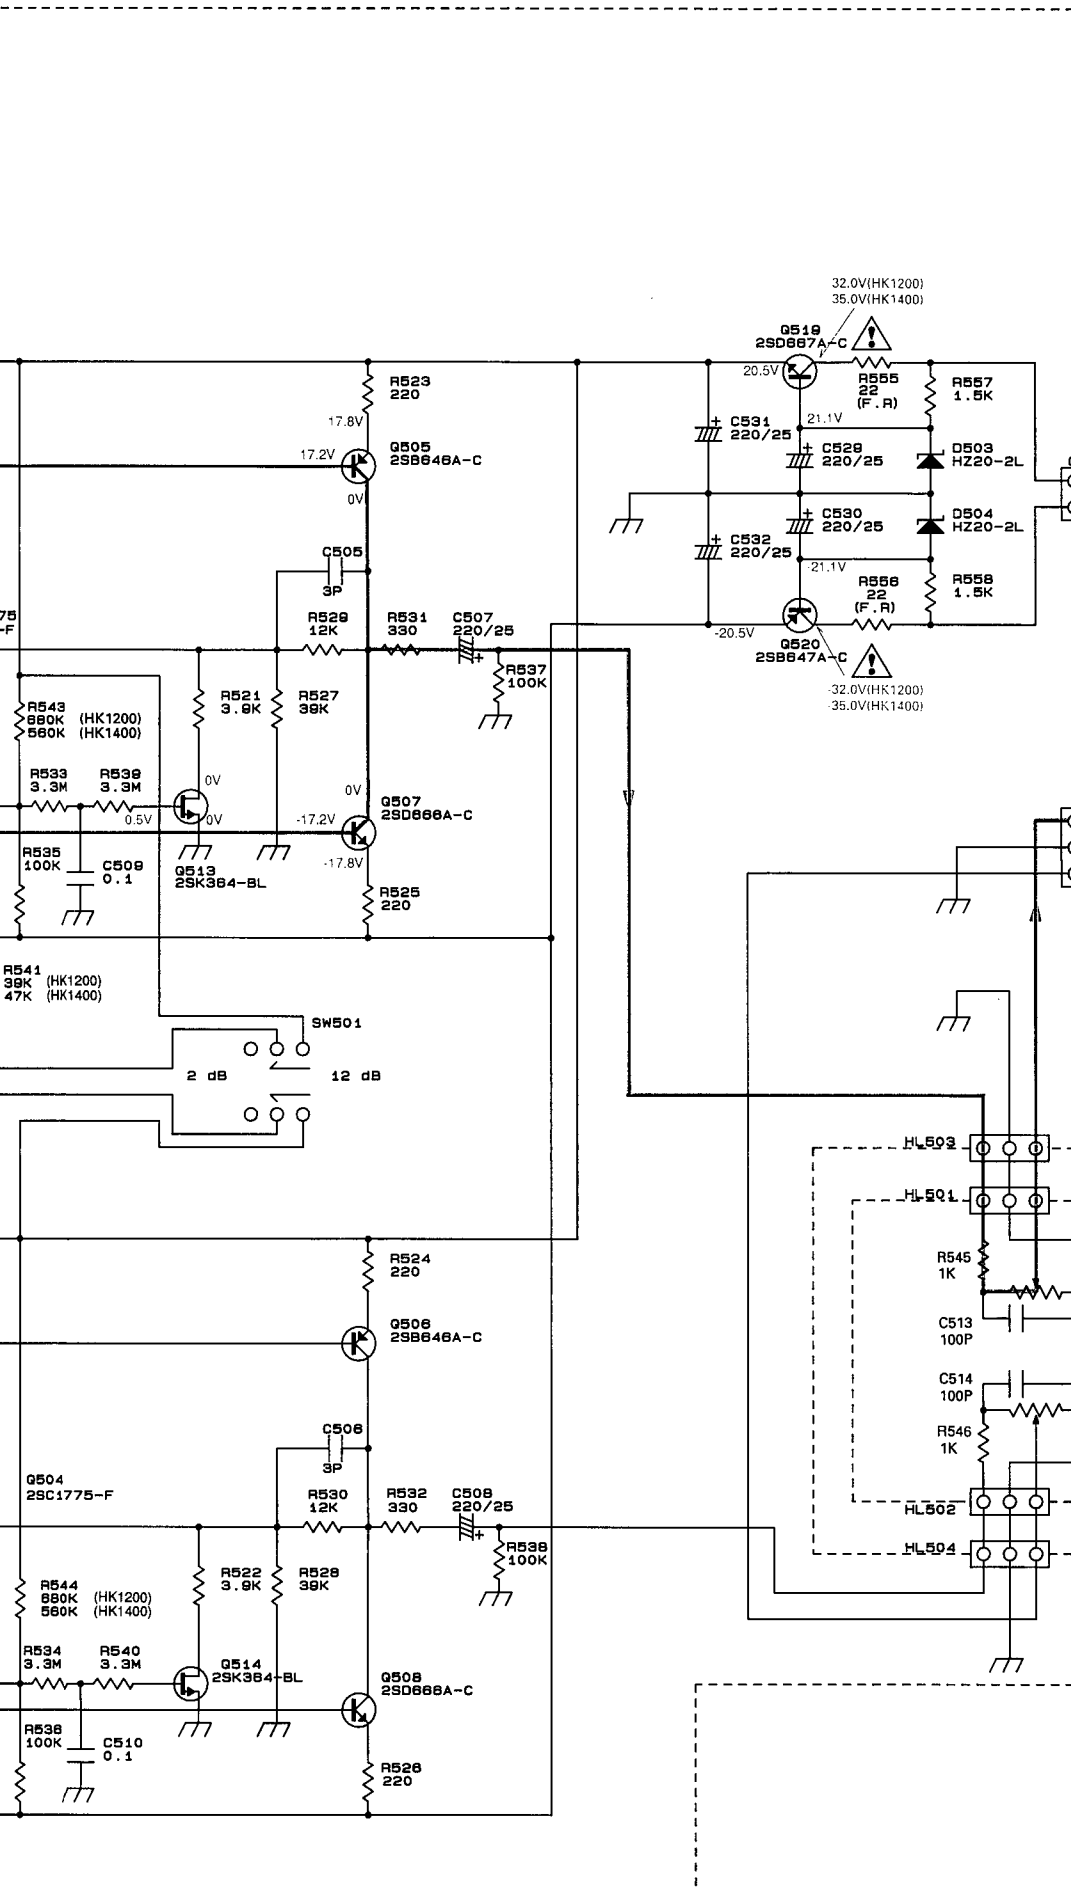 32.0V(HK1200)
35.0V(HK1400)
Q519
2SD667A-C
20.5V
R555
22
(F.R)
R557
1.5K
R523
220
17.8V
17.2V
Q505
2SB646A-C
0V
21.1V
C531
220/25
C529
220/25
D503
HZ20-2L
C530
220/25
D504
HZ20-2L
C532
220/25
-21.1V
R556
22
(F.R)
R558
1.5K
-20.5V
Q520
2SB647A-C
-32.0V(HK1200)
-35.0V(HK1400)
C505
3P
75
-F
R529
12K
R531
330
C507
220/25
R537
100K
R521
3.9K
R527
39K
R543
680K (HK1200)
560K (HK1400)
R533
3.3M
R539
3.3M
0.5V
0V
0V
0V
Q507
2SD666A-C
-17.2V
-17.8V
R535
100K
C509
0.1
Q513
2SK364-BL
R525
220
R541
39K (HK1200)
47K (HK1400)
SW501
2 dB
12 dB
HL503
HL501
R545
1K
C513
100P
C514
100P
R546
1K
HL502
HL504
R524
220
Q506
2SB646A-C
C506
3P
Q504
2SC1775-F
R530
12K
R532
330
C508
220/25
R538
100K
R522
3.9K
R528
39K
R544
680K (HK1200)
560K (HK1400)
R534
3.3M
R540
3.3M
Q514
2SK364-BL
Q508
2SD666A-C
R536
100K
C510
0.1
R526
220